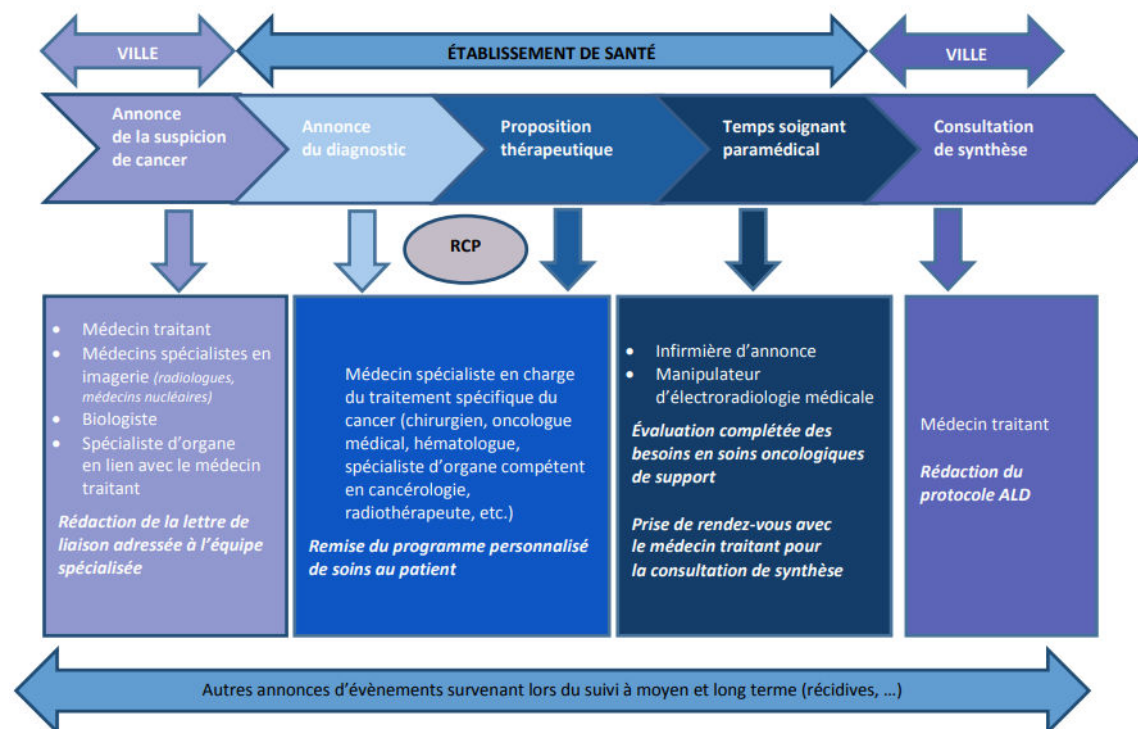 VILLE
ÉTABLISSEMENT DE SANTÉ
VILLE
Annonce
de la suspicion
de cancer
Annonce
du diagnostic
Proposition
thérapeutique
Temps soignant
paramédical
Consultation
de synthèse
RCP
• Médecin traitant
• Médecins spécialistes en
imagerie (radiologues,
médecins nucléaires)
• Biologiste
• Spécialiste d’organe
en lien avec le médecin
traitant
Rédaction de la lettre de
liaison adressée à l’équipe
spécialisée
Médecin spécialiste en charge
du traitement spécifique du
cancer (chirurgien, oncologue
médical, hématologue,
spécialiste d’organe compétent
en cancérologie,
radiothérapeute, etc.)
Remise du programme personnalisé
de soins au patient
• Infirmière d’annonce
• Manipulateur
d’électroradiologie médicale
Évaluation complétée des
besoins en soins oncologiques
de support
Prise de rendez-vous avec
le médecin traitant pour
la consultation de synthèse
Médecin traitant
Rédaction du
protocole ALD
Autres annonces d’évènements survenant lors du suivi à moyen et long terme (récidives, …)